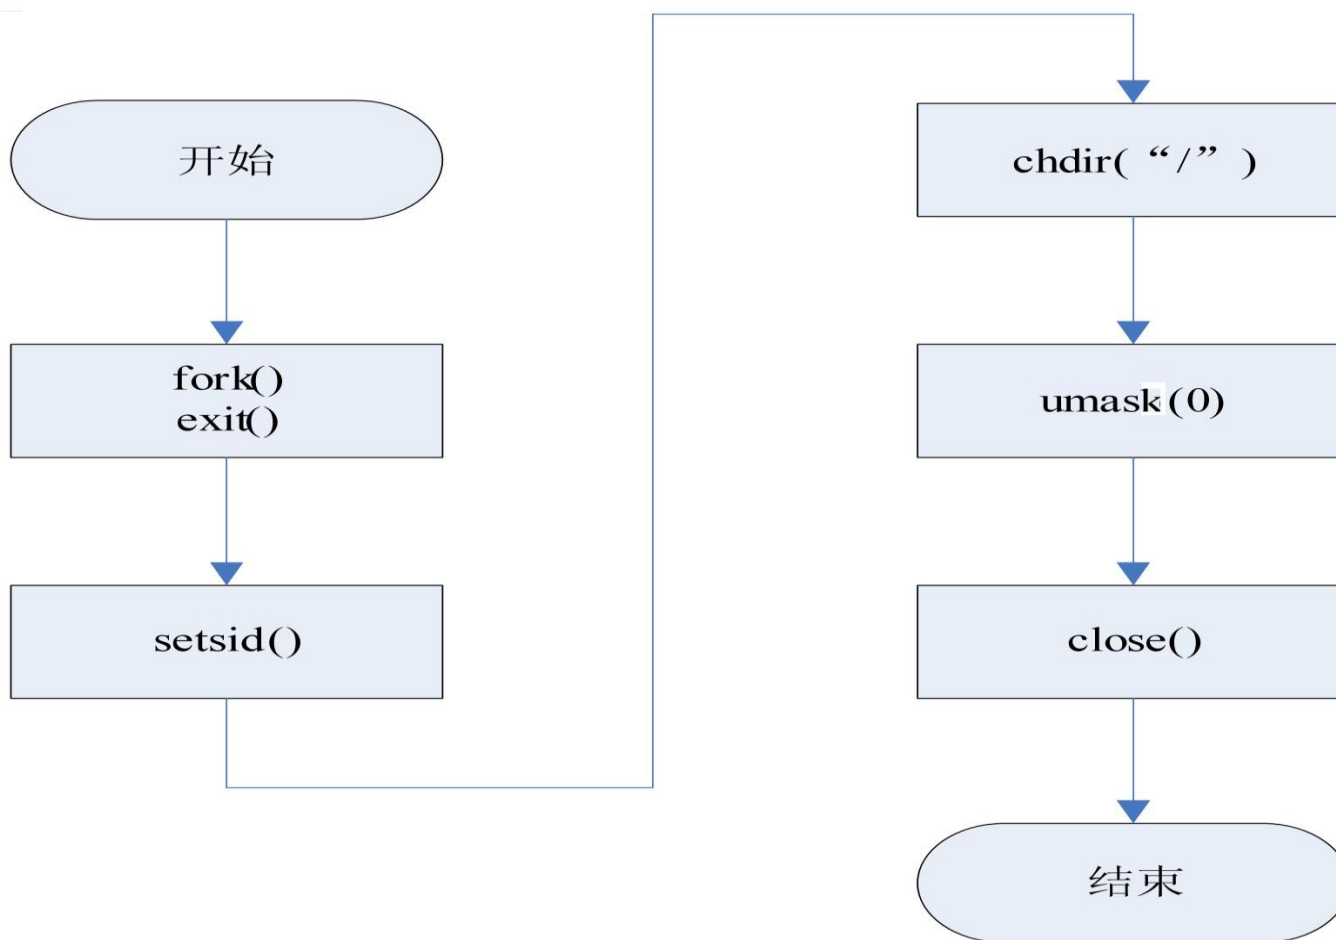 开始
fork()
exit()
setsid()
chdir(“/”)
umask(0)
close()
结束